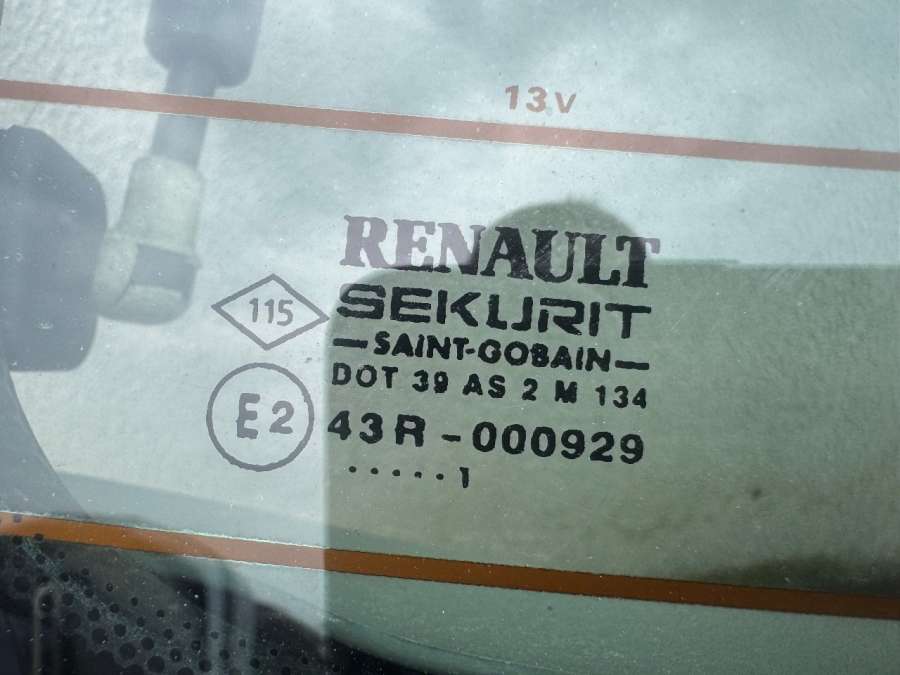 13V
RENAULT
115
SEKURIT
—SAINT-GOBAIN—
DOT 39 AS 2 M 134
E2
43R-000929
.....1